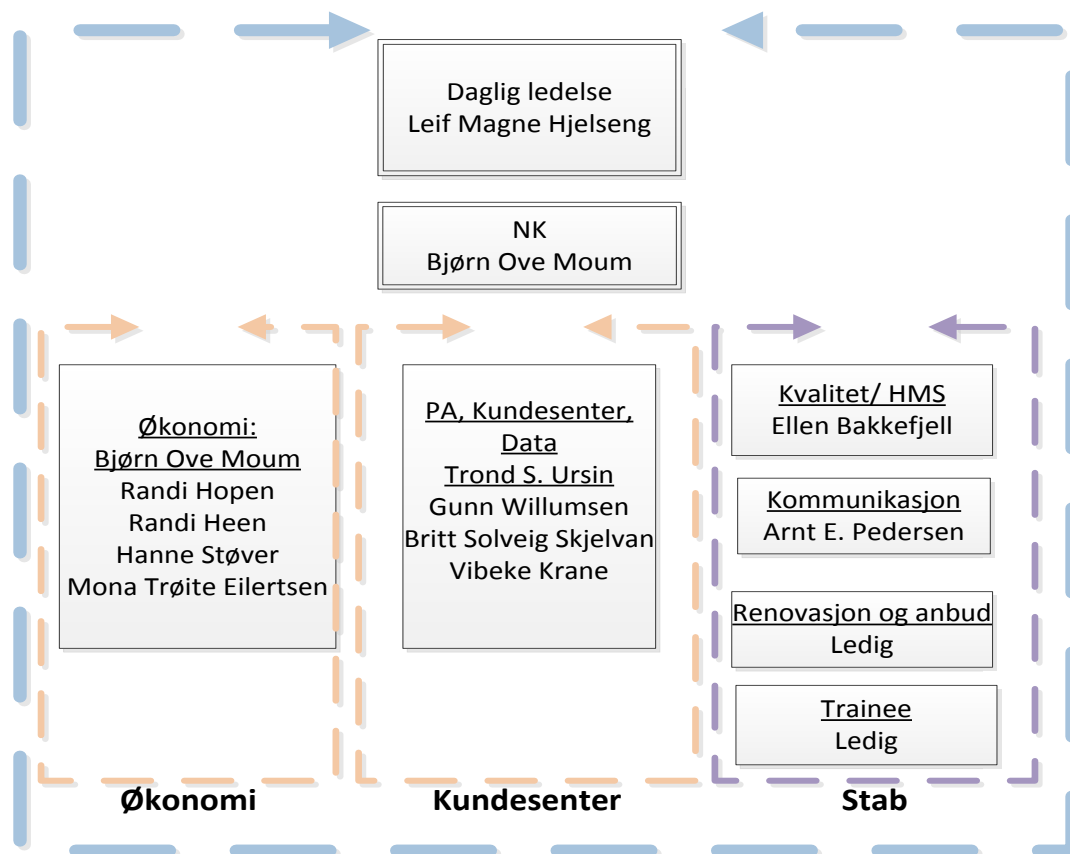 Daglig ledelse
Leif Magne Hjelseng
NK
Bjørn Ove Moum
Økonomi:
Bjørn Ove Moum
Randi Hopen
Randi Heen
Hanne Støver
Mona Trøite Eilertsen
Økonomi
PA, Kundesenter,
Data
Trond S. Ursin
Gunn Willumsen
Britt Solveig Skjelvan
Vibeke Krane
Kundesenter
Kvalitet/ HMS
Ellen Bakkefjell
Kommunikasjon
Arnt E. Pedersen
Renovasjon og anbud
Ledig
Trainee
Ledig
Stab